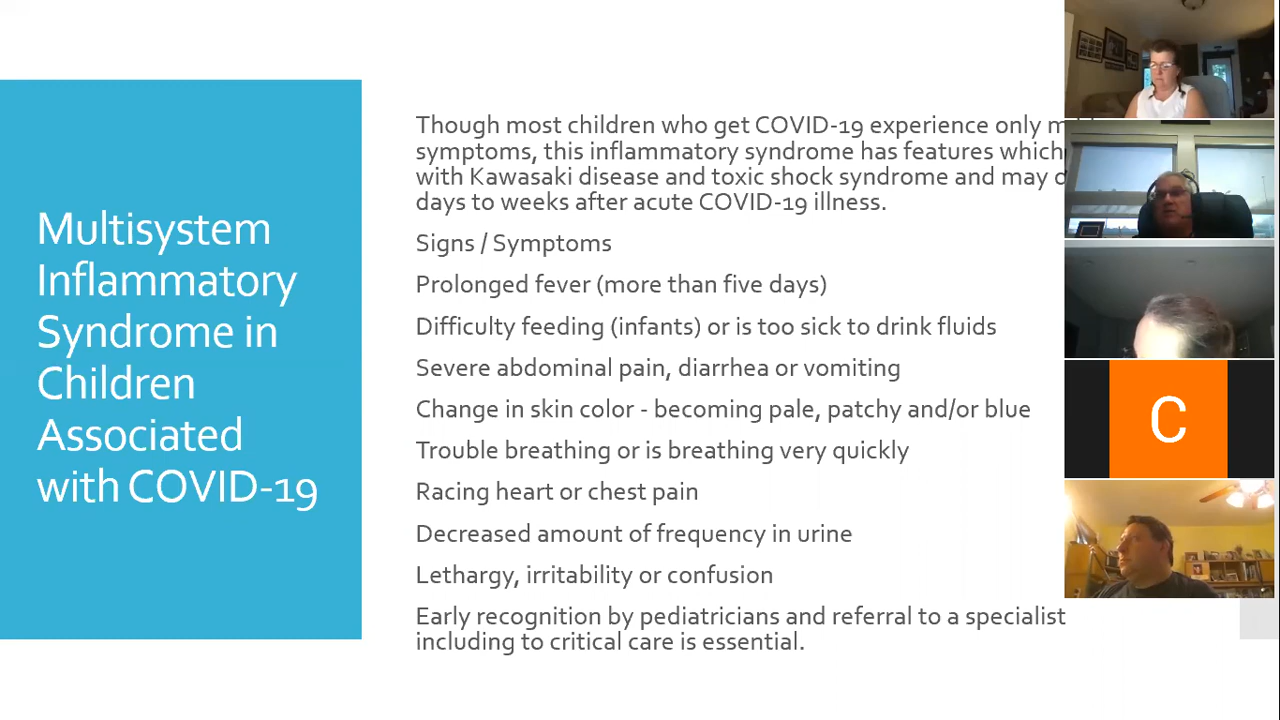 Multisystem
Inflammatory
Syndrome in
Children
Associated
with COVID-19
Though most children who get COVID-19 experience only
symptoms, this inflammatory syndrome has features which
with Kawasaki disease and toxic shock syndrome and may
days to weeks after acute COVID-19 illness.
Signs / Symptoms
Prolonged fever (more than five days)
Difficulty feeding (infants) or is too sick to drink fluids
Severe abdominal pain, diarrhea or vomiting
Change in skin color - becoming pale, patchy and/or blue
Trouble breathing or is breathing very quickly
Racing heart or chest pain
Decreased amount of frequency in urine
Lethargy, irritability or confusion
Early recognition by pediatricians and referral to a specialist
including to critical care is essential.
C